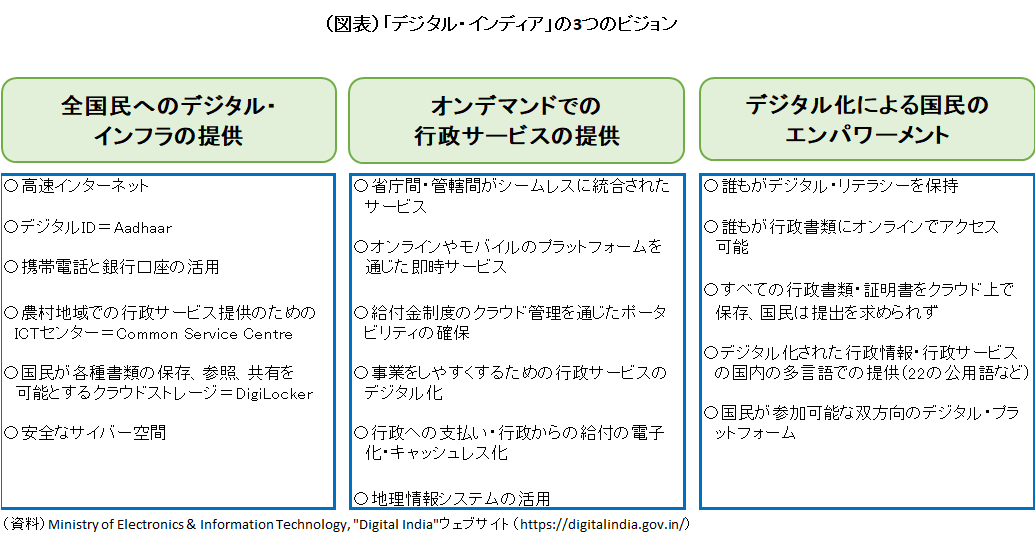 （図表）「デジタル・インディア」の3つのビジョン
全国民へのデジタル・
インフラの提供
○高速インターネット
○デジタルID＝Aadhaar
○携帯電話と銀行口座の活用
○農村地域での行政サービス提供のための
ICTセンター＝Common Service Centre
○国民が各種書類の保存、参照、共有を
可能とするクラウドストレージ＝DigiLocker
○安全なサイバー空間
オンデマンドでの
行政サービスの提供
○省庁間・管轄間がシームレスに統合された
サービス
○オンラインやモバイルのプラットフォームを
通じた即時サービス
○給付金制度のクラウド管理を通じたポータ
ビリティの確保
○事業をしやすくするための行政サービスの
デジタル化
○行政への支払い・行政からの給付の電子
化・キャッシュレス化
○地理情報システムの活用
デジタル化による国民の
エンパワーメント
○誰もがデジタル・リテラシーを保持
○誰もが行政書類にオンラインでアクセス
可能
○すべての行政書類・証明書をクラウド上で
保存、国民は提出を求められず
○デジタル化された行政情報・行政サービス
の国内の多言語での提供（22の公用語など）
○国民が参加可能な双方向のデジタル・プラ
ットフォーム
（資料）Ministry of Electronics & Information Technology, "Digital India"ウェブサイト（https://digitalindia.gov.in/）